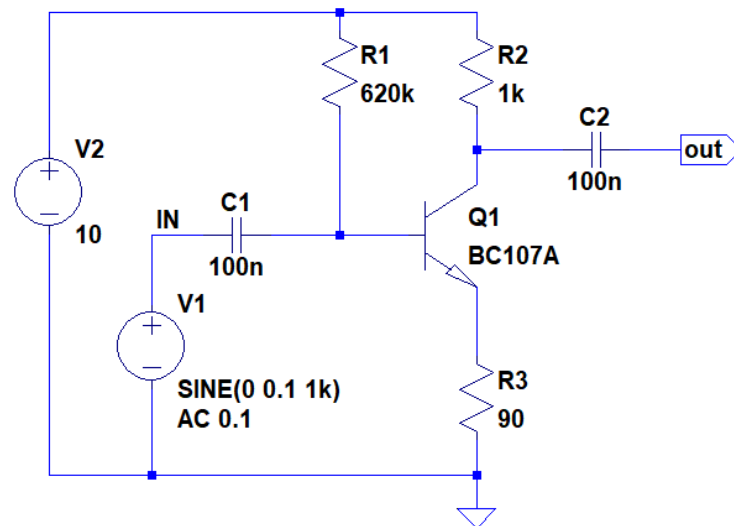 R1
620k
R2
1k
C2
100n
out
V2
10
IN
C1
100n
Q1
BC107A
V1
SINE(0 0.1 1k)
AC 0.1
R3
90